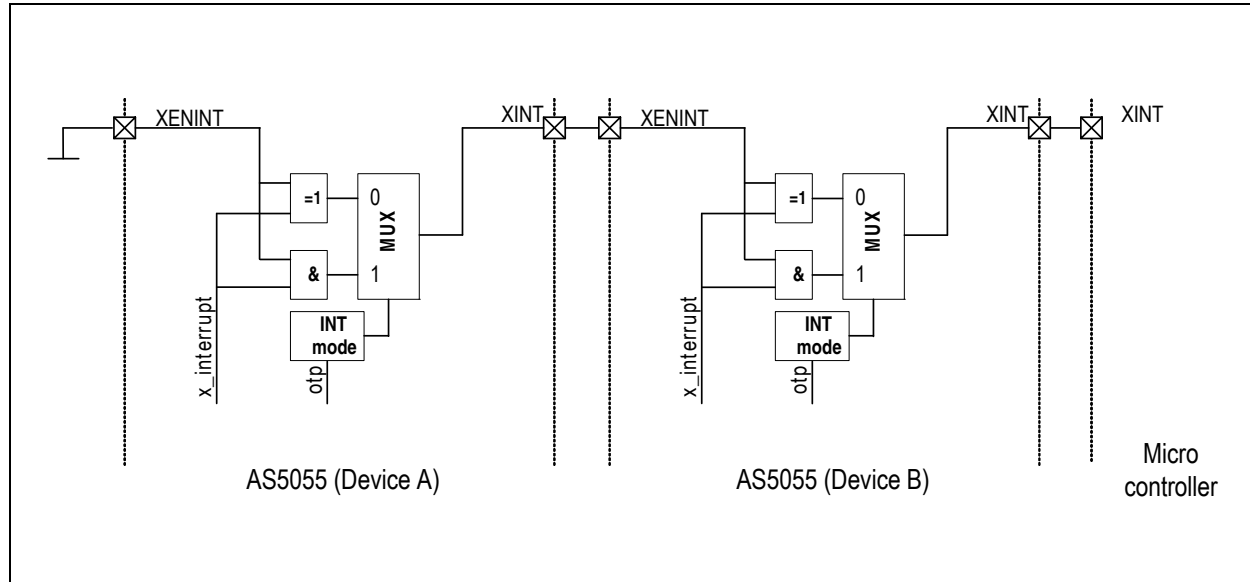 XENINT
XINT
XENINT
XINT
XINT
=1
0
MUX
&
1
INT
mode
x_interrupt
otp
=1
0
MUX
&
1
INT
mode
x_interrupt
otp
AS5055 (Device A)
AS5055 (Device B)
Micro
controller